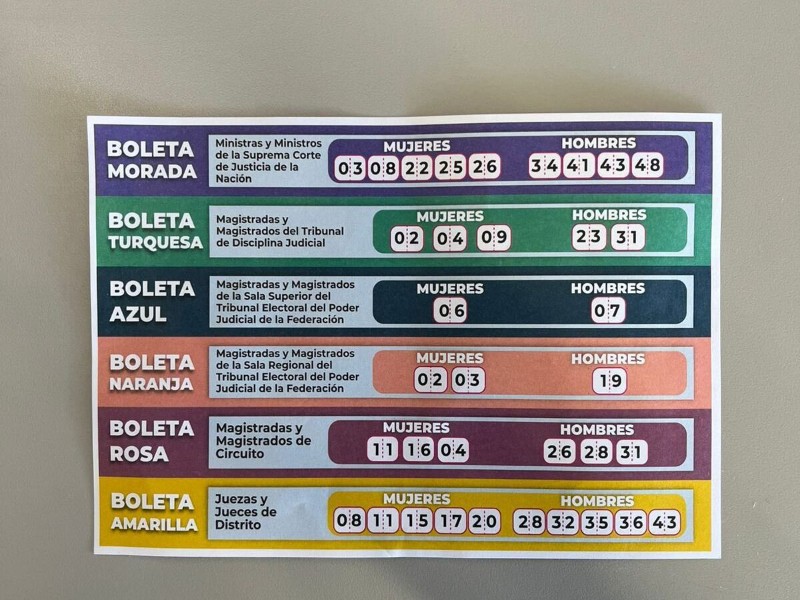 BOLETA
MORADA
Ministras y Ministros
de la Suprema Corte
de Justicia de la
Nación
MUJERES
03 08 22 25 26
HOMBRES
34 41 43 48
BOLETA
TURQUESA
Magistradas y
Magistrados del Tribunal
de Disciplina Judicial
MUJERES
02 04 09
HOMBRES
23 31
BOLETA
AZUL
Magistradas y Magistrados
de la Sala Superior del
Tribunal Electoral del Poder
Judicial de la Federación
MUJERES
06
HOMBRES
07
BOLETA
NARANJA
Magistradas y Magistrados
de la Sala Regional del
Tribunal Electoral del Poder
Judicial de la Federación
MUJERES
02 03
HOMBRES
19
BOLETA
ROSA
Magistradas y
Magistrados de
Circuito
MUJERES
11 16 04
HOMBRES
26 28 31
BOLETA
AMARILLA
Juezas y
Jueces de
Distrito
MUJERES
08 11 15 17 20
HOMBRES
28 32 35 36 43